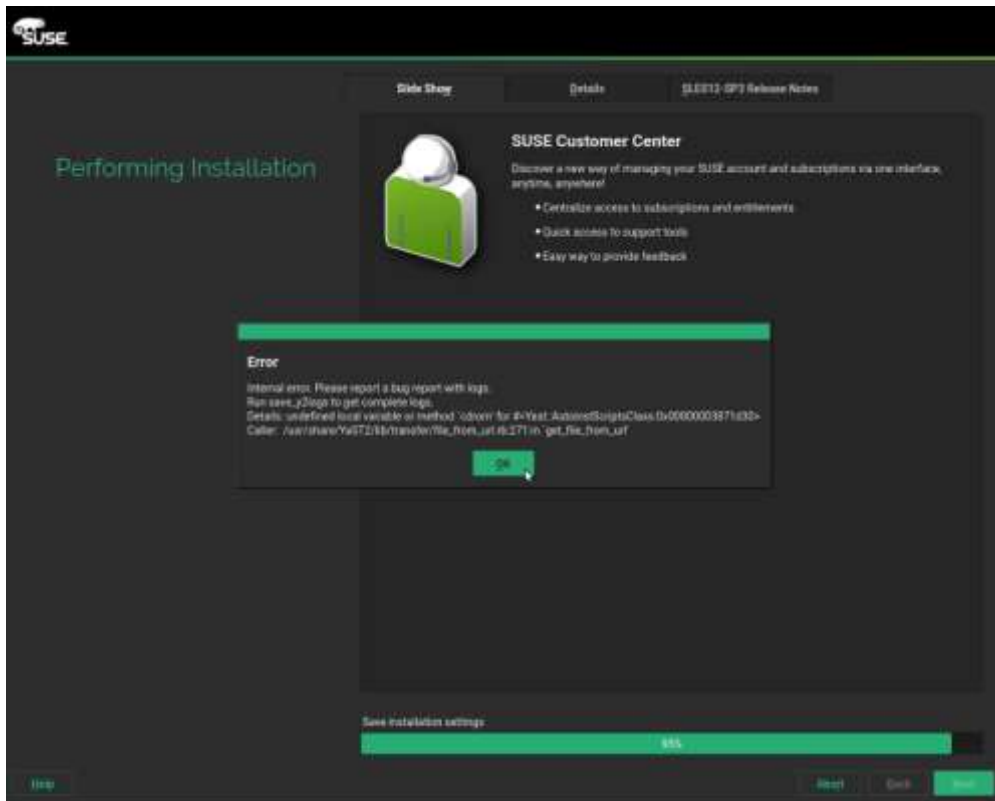 SUSE
Slide Show
Details
SLES12-SP3 Release Notes
Performing Installation
SUSE Customer Center
Discover a new way of managing your SUSE account and subscriptions via one interface,
anytime, anywhere!
Centralize access to subscriptions and entitlements
Quick access to support tools
Easy way to provide feedback
Error
Internal error. Please report a bug report with logs.
Run save_y2logs to get complete logs.
Details: undefined local variable or method `cdrom' for #<Yast::AutoinstScriptsClass:0x00000003871d30>
Caller: /usr/share/YaST2/lib/transfer/file_from_url.rb:271:in `get_file_from_url'
OK
Save installation settings
Help
Abort
Back
Next